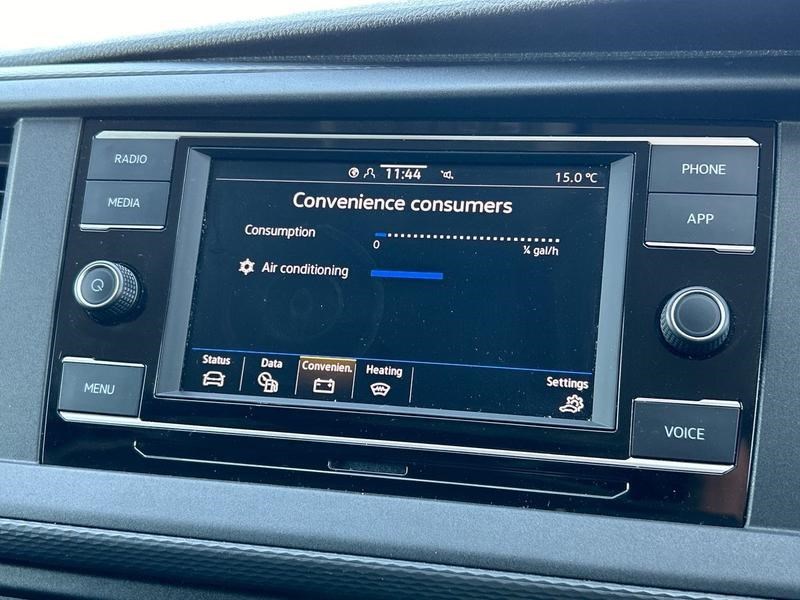 RADIO
MEDIA
MENU
PHONE
APP
VOICE
11:44
15.0 °C
Convenience consumers
Consumption
0
¼ gal/h
Air conditioning
Status
Data
Convenien.
Heating
Settings